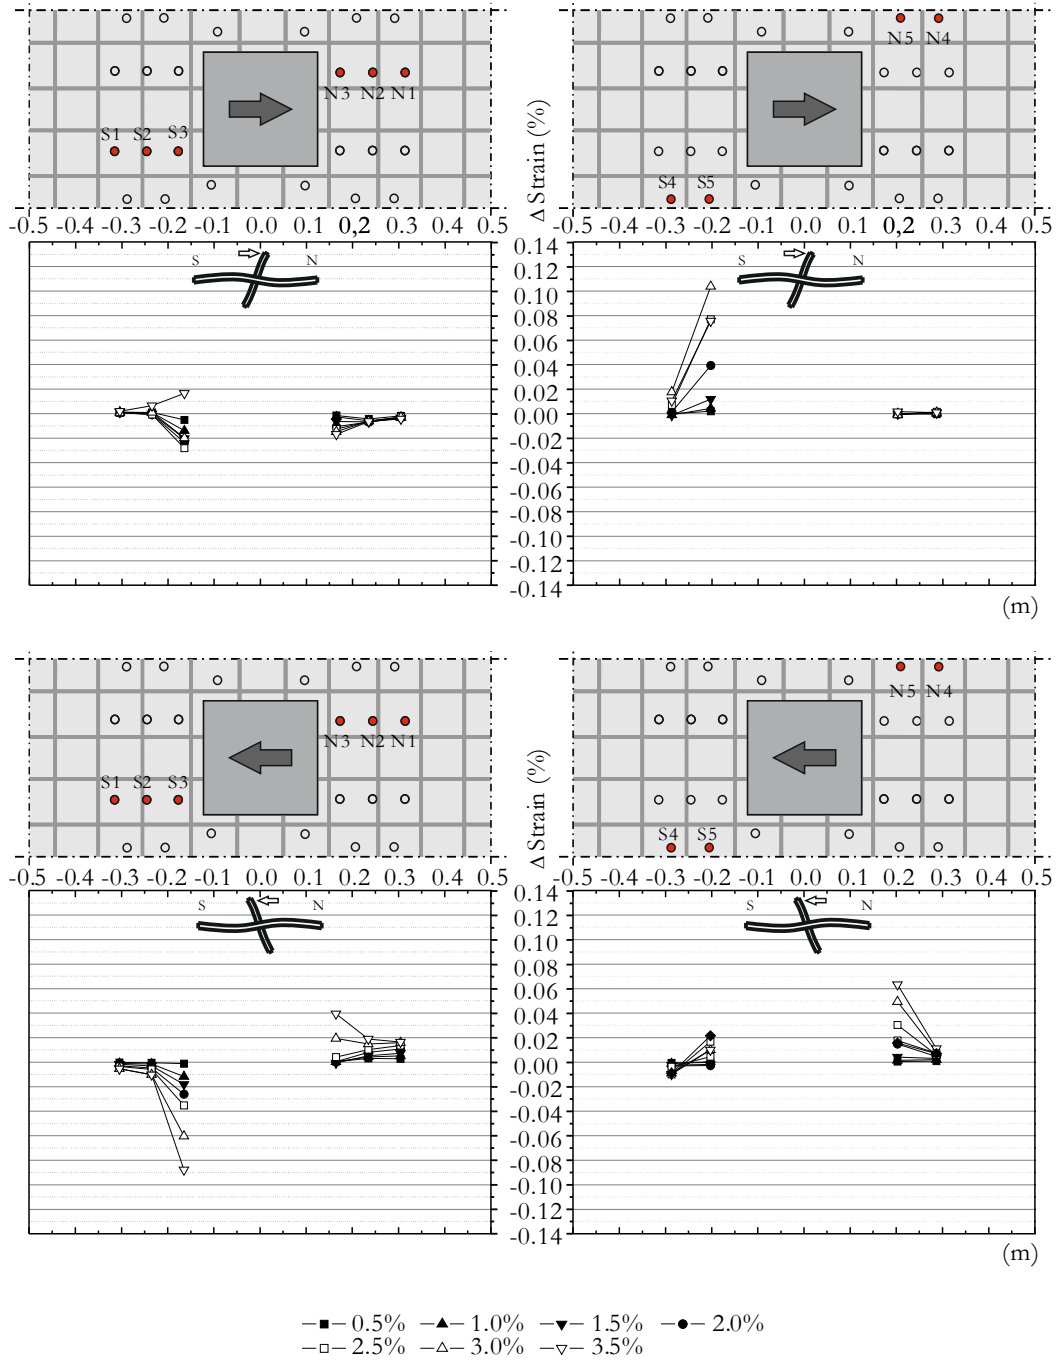 N5 N4
N3 N2 N1
S1 S2 S3
S4 S5
Δ Strain (%)
-0.5 -0.4 -0.3 -0.2 -0.1 0.0 0.1 0,2 0.3 0.4 0.5
-0.5 -0.4 -0.3 -0.2 -0.1 0.0 0.1 0,2 0.3 0.4 0.5
S N
S N
0.14
0.12
0.10
0.08
0.06
0.04
0.02
0.00
-0.02
-0.04
-0.06
-0.08
-0.10
-0.12
-0.14
(m)
N5 N4
N3 N2 N1
S1 S2 S3
S4 S5
Δ Strain (%)
-0.5 -0.4 -0.3 -0.2 -0.1 0.0 0.1 0.2 0.3 0.4 0.5
-0.5 -0.4 -0.3 -0.2 -0.1 0.0 0.1 0.2 0.3 0.4 0.5
S N
S N
0.14
0.12
0.10
0.08
0.06
0.04
0.02
0.00
-0.02
-0.04
-0.06
-0.08
-0.10
-0.12
-0.14
(m)
0.5% 1.0% 1.5% 2.0%
2.5% 3.0% 3.5%